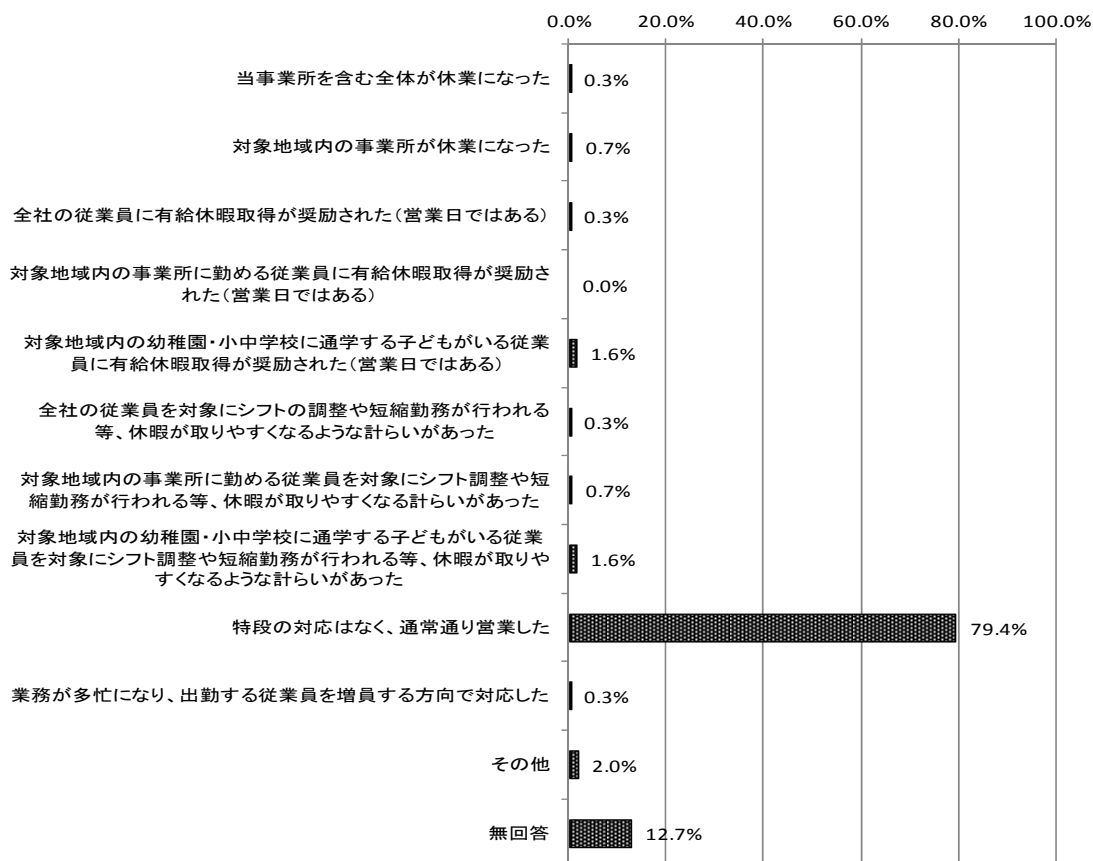 0.0% 20.0% 40.0% 60.0% 80.0% 100.0%
当事業所を含む全体が休業になった 0.3%
対象地域内の事業所が休業になった 0.7%
全社の従業員に有給休暇取得が奨励された(営業日ではある) 0.3%
対象地域内の事業所に勤める従業員に有給休暇取得が奨励さ
れた(営業日ではある)
0.0%
対象地域内の幼稚園・小中学校に通学する子どもがいる従業
員に有給休暇取得が奨励された(営業日ではある)
1.6%
全社の従業員を対象にシフトの調整や短縮勤務が行われる
等、休暇が取りやすくなるような計らいがあった
0.3%
対象地域内の事業所に勤める従業員を対象にシフト調整や短
縮勤務が行われる等、休暇が取りやすくなる計らいがあった
0.7%
対象地域内の幼稚園・小中学校に通学する子どもがいる従業
員を対象にシフト調整や短縮勤務が行われる等、休暇が取りや
すくなるような計らいがあった
1.6%
特段の対応はなく、通常通り営業した 79.4%
業務が多忙になり、出勤する従業員を増員する方向で対応した 0.3%
その他 2.0%
無回答 12.7%